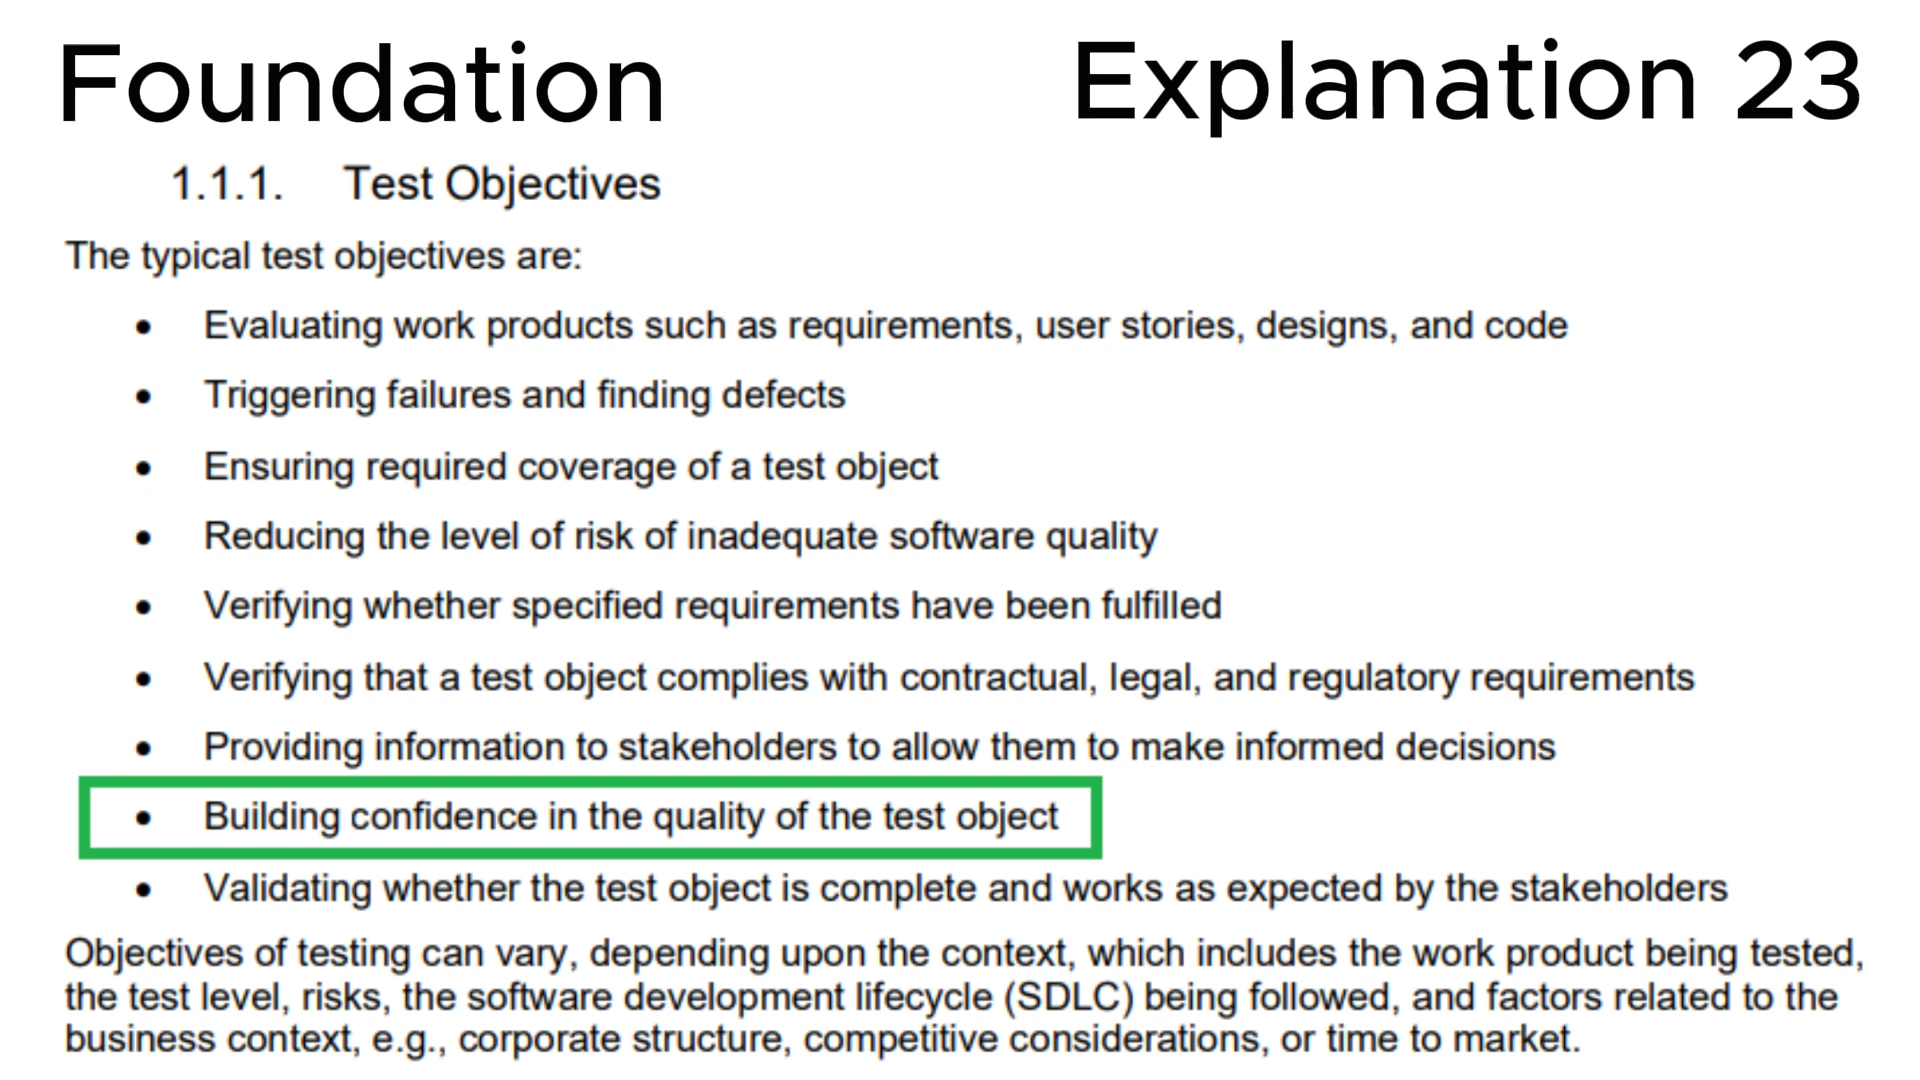 Foundation
Explanation 23
1.1.1. Test Objectives
The typical test objectives are:
• Evaluating work products such as requirements, user stories, designs, and code
• Triggering failures and finding defects
• Ensuring required coverage of a test object
• Reducing the level of risk of inadequate software quality
• Verifying whether specified requirements have been fulfilled
• Verifying that a test object complies with contractual, legal, and regulatory requirements
• Providing information to stakeholders to allow them to make informed decisions
• Building confidence in the quality of the test object
• Validating whether the test object is complete and works as expected by the stakeholders
Objectives of testing can vary, depending upon the context, which includes the work product being tested,
the test level, risks, the software development lifecycle (SDLC) being followed, and factors related to the
business context, e.g., corporate structure, competitive considerations, or time to market.